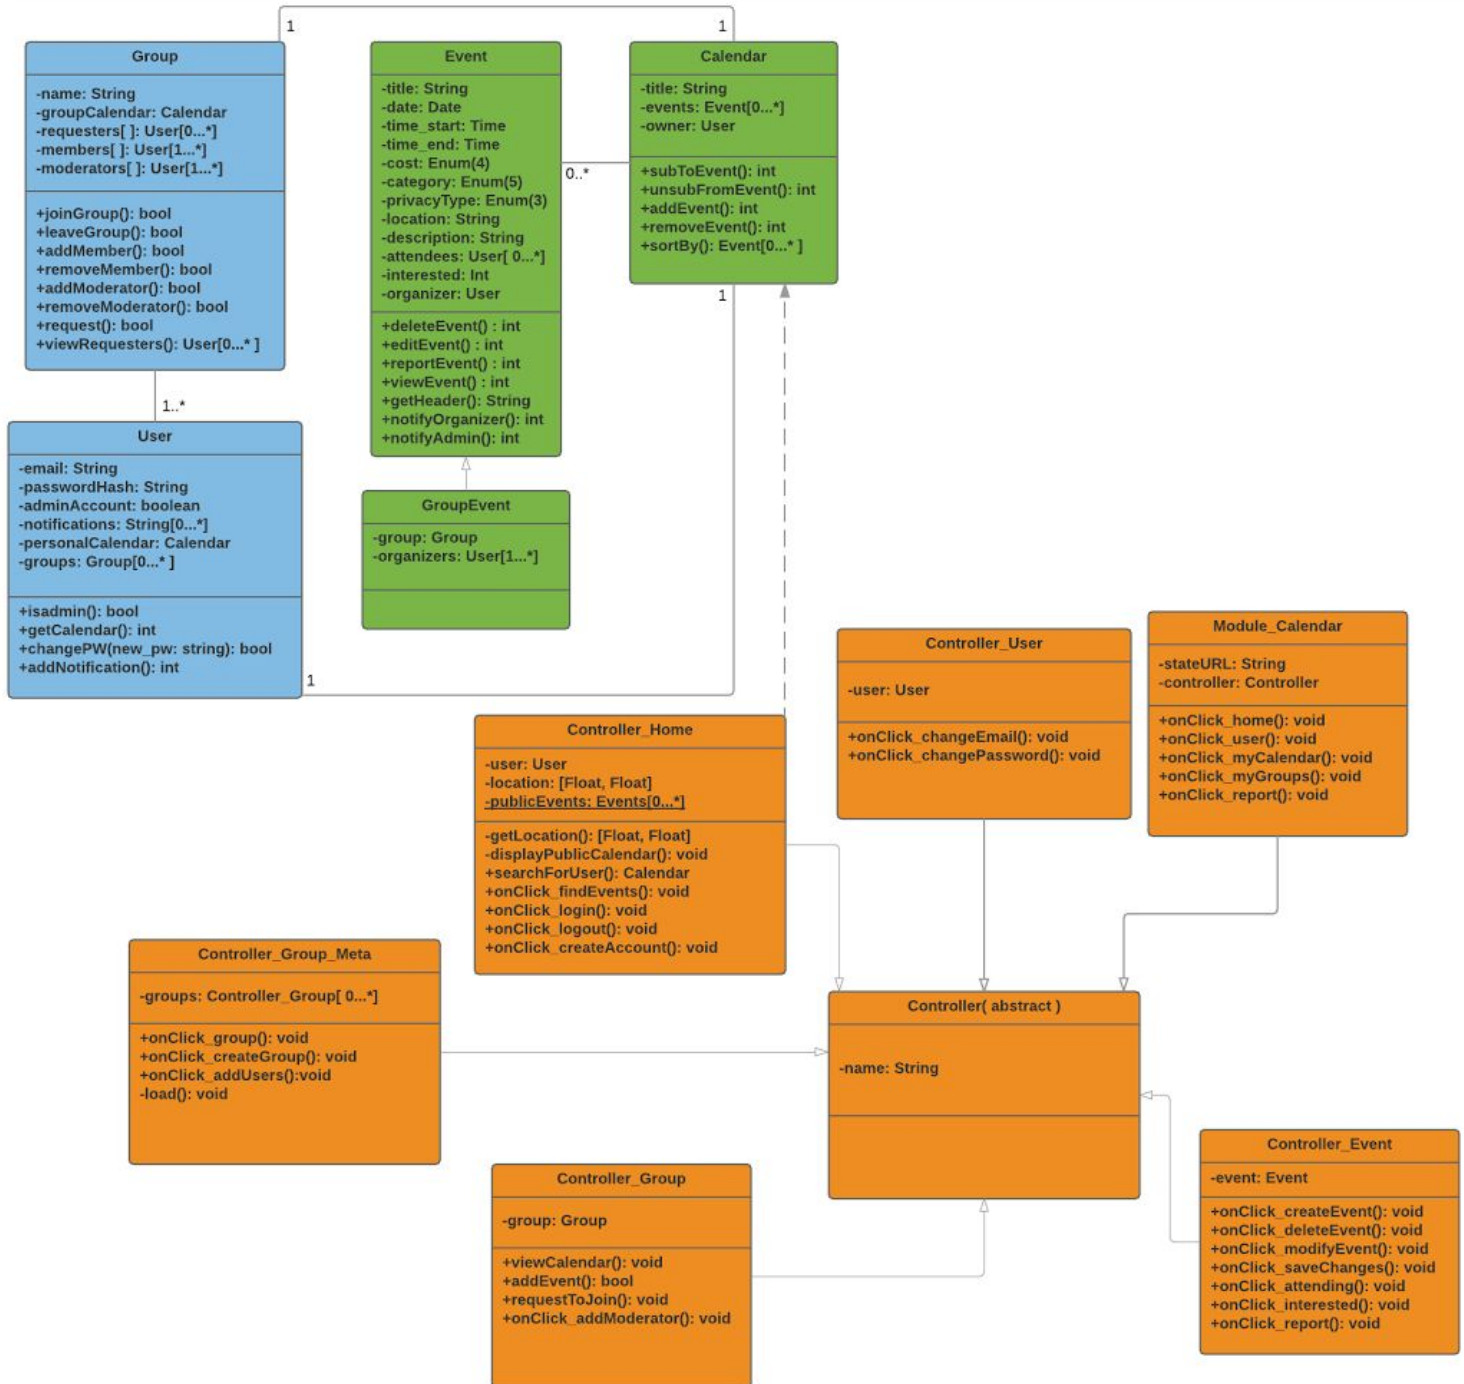 1
1
Group
-name: String
-groupCalendar: Calendar
-requesters[ ]: User[0...*]
-members[ ]: User[1...*]
-moderators[ ]: User[1...*]
+joinGroup(): bool
+leaveGroup(): bool
+addMember(): bool
+removeMember(): bool
+addModerator(): bool
+removeModerator(): bool
+request(): bool
+viewRequesters(): User[0...* ]
Event
-title: String
-date: Date
-time_start: Time
-time_end: Time
-cost: Enum(4)
-category: Enum(5)
-privacyType: Enum(3)
-location: String
-description: String
-attendees: User[ 0...*]
-interested: Int
-organizer: User
+deleteEvent() : int
+editEvent() : int
+reportEvent() : int
+viewEvent() : int
+getHeader(): String
+notifyOrganizer(): int
+notifyAdmin(): int
0..*
Calendar
-title: String
-events: Event[0...*]
-owner: User
+subToEvent(): int
+unsubFromEvent(): int
+addEvent(): int
+removeEvent(): int
+sortBy(): Event[0...* ]
1
1..*
User
-email: String
-passwordHash: String
-adminAccount: boolean
-notifications: String[0...*]
-personalCalendar: Calendar
-groups: Group[0...* ]
+isadmin(): bool
+getCalendar(): int
+changePW(new_pw: string): bool
+addNotification(): int
1
GroupEvent
-group: Group
-organizers: User[1...*]
Controller_User
-user: User
+onClick_changeEmail(): void
+onClick_changePassword(): void
Module_Calendar
-stateURL: String
-controller: Controller
+onClick_home(): void
+onClick_user(): void
+onClick_myCalendar(): void
+onClick_myGroups(): void
+onClick_report(): void
Controller_Home
-user: User
-location: [Float, Float]
-publicEvents: Events[0...*]
-getLocation(): [Float, Float]
-displayPublicCalendar(): void
+searchForUser(): Calendar
+onClick_findEvents(): void
+onClick_login(): void
+onClick_logout(): void
+onClick_createAccount(): void
Controller_Group_Meta
-groups: Controller_Group[ 0...*]
+onClick_group(): void
+onClick_createGroup(): void
+onClick_addUsers():void
-load(): void
Controller( abstract )
-name: String
Controller_Group
-group: Group
+viewCalendar(): void
+addEvent(): bool
+requestToJoin(): void
+onClick_addModerator(): void
Controller_Event
-event: Event
+onClick_createEvent(): void
+onClick_deleteEvent(): void
+onClick_modifyEvent(): void
+onClick_saveChanges(): void
+onClick_attending(): void
+onClick_interested(): void
+onClick_report(): void